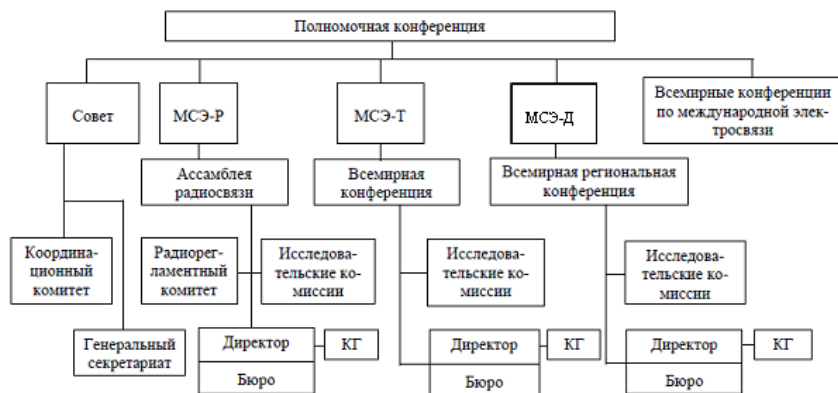 Полномочная конференция
Совет
МСЭ-Р
МСЭ-Т
МСЭ-Д
Всемирные конференции
по международной элек-
тросвязи
Ассамблея
радиосвязи
Всемирная
конференция
Всемирная региональная
конференция
Координа-
ционный
комитет
Радиорег-
ламентный
комитет
Исследова-
тельские ко-
миссии
Исследова-
тельские ко-
миссии
Исследова-
тельские ко-
миссии
Генеральный
секретариат
Директор
КГ
Бюро
Директор
КГ
Бюро
Директор
КГ
Бюро